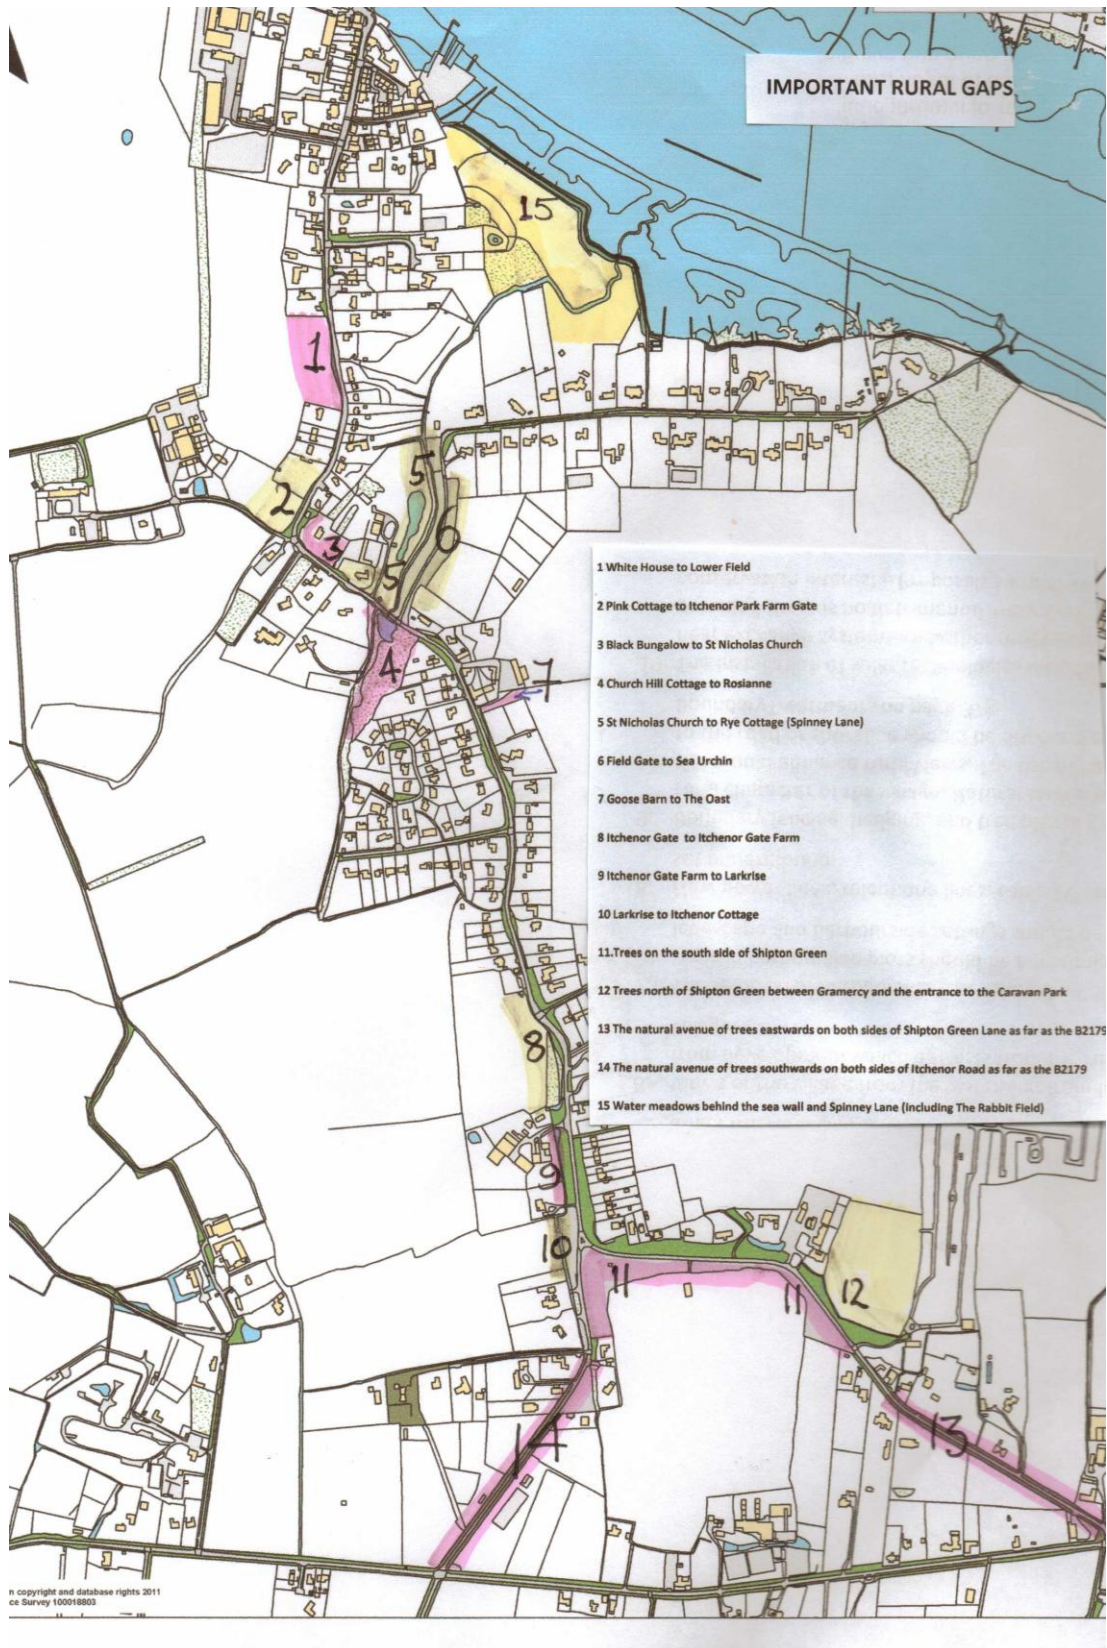 IMPORTANT RURAL GAPS
15
1
5
2
6
3
5
4
7
8
9
10
11
11
12
13
14
1 White House to Lower Field
2 Pink Cottage to Itchenor Park Farm Gate
3 Black Bungalow to St Nicholas Church
4 Church Hill Cottage to Rosianne
5 St Nicholas Church to Rye Cottage (Spinney Lane)
6 Field Gate to Sea Urchin
7 Goose Barn to The Oast
8 Itchenor Gate to Itchenor Gate Farm
9 Itchenor Gate Farm to Larkrise
10 Larkrise to Itchenor Cottage
11.Trees on the south side of Shipton Green
12 Trees north of Shipton Green between Gramercy and the entrance to the Caravan Park
13 The natural avenue of trees eastwards on both sides of Shipton Green Lane as far as the B2179
14 The natural avenue of trees southwards on both sides of Itchenor Road as far as the B2179
15 Water meadows behind the sea wall and Spinney Lane (including The Rabbit Field)
n copyright and database rights 2011
ce Survey 100018803